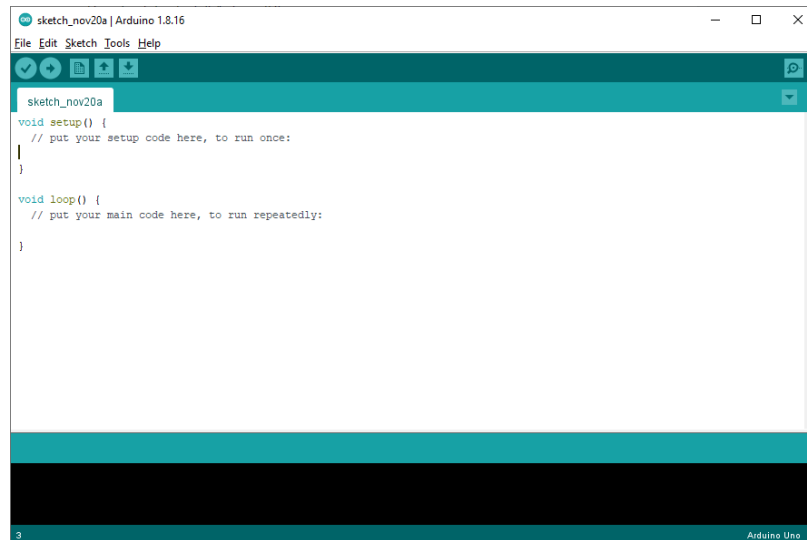 sketch_nov20a | Arduino 1.8.16
File Edit Sketch Tools Help
sketch_nov20a
void setup() {
  // put your setup code here, to run once:
}
void loop() {
  // put your main code here, to run repeatedly:
}
3 Arduino Uno